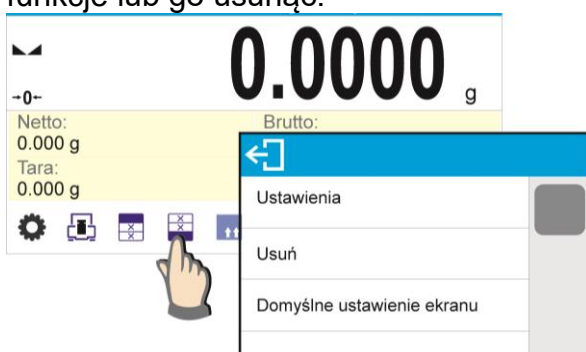 funkcję lub go usunąć.
0.0000 g
→0←
Netto:
0.000 g
Brutto:
Tara:
0.000 g
Ustawienia
Usuń
Domyślne ustawienie ekranu